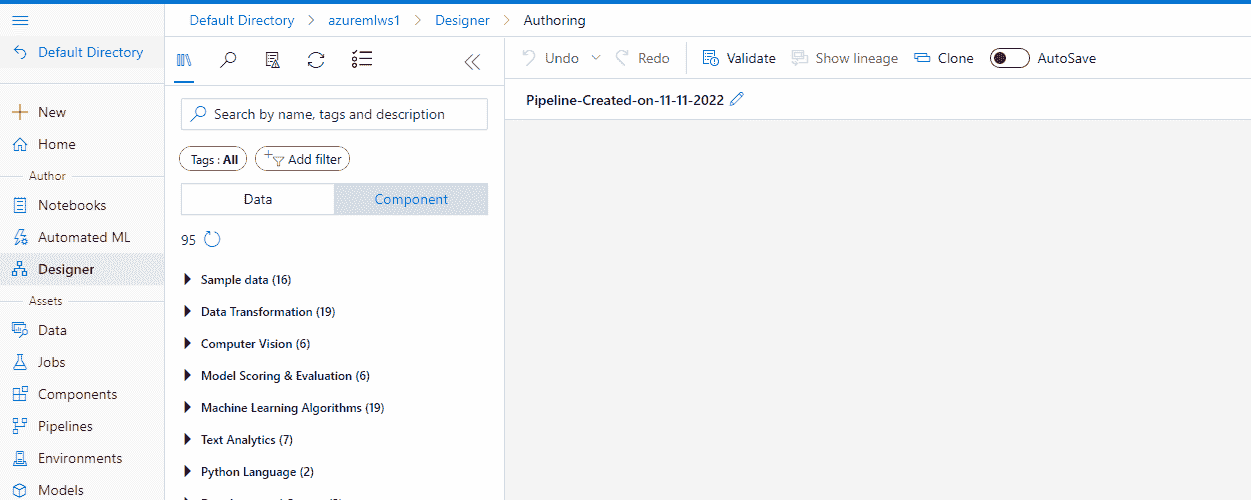 Default Directory > azuremlws1 > Designer > Authoring
Default Directory
New
Home
Author
Notebooks
Automated ML
Designer
Assets
Data
Jobs
Components
Pipelines
Environments
Models
Search by name, tags and description
Tags : All Add filter
Data Component
95
Sample data (16)
Data Transformation (19)
Computer Vision (6)
Model Scoring & Evaluation (6)
Machine Learning Algorithms (19)
Text Analytics (7)
Python Language (2)
Undo Redo Validate Show lineage Clone AutoSave
Pipeline-Created-on-11-11-2022